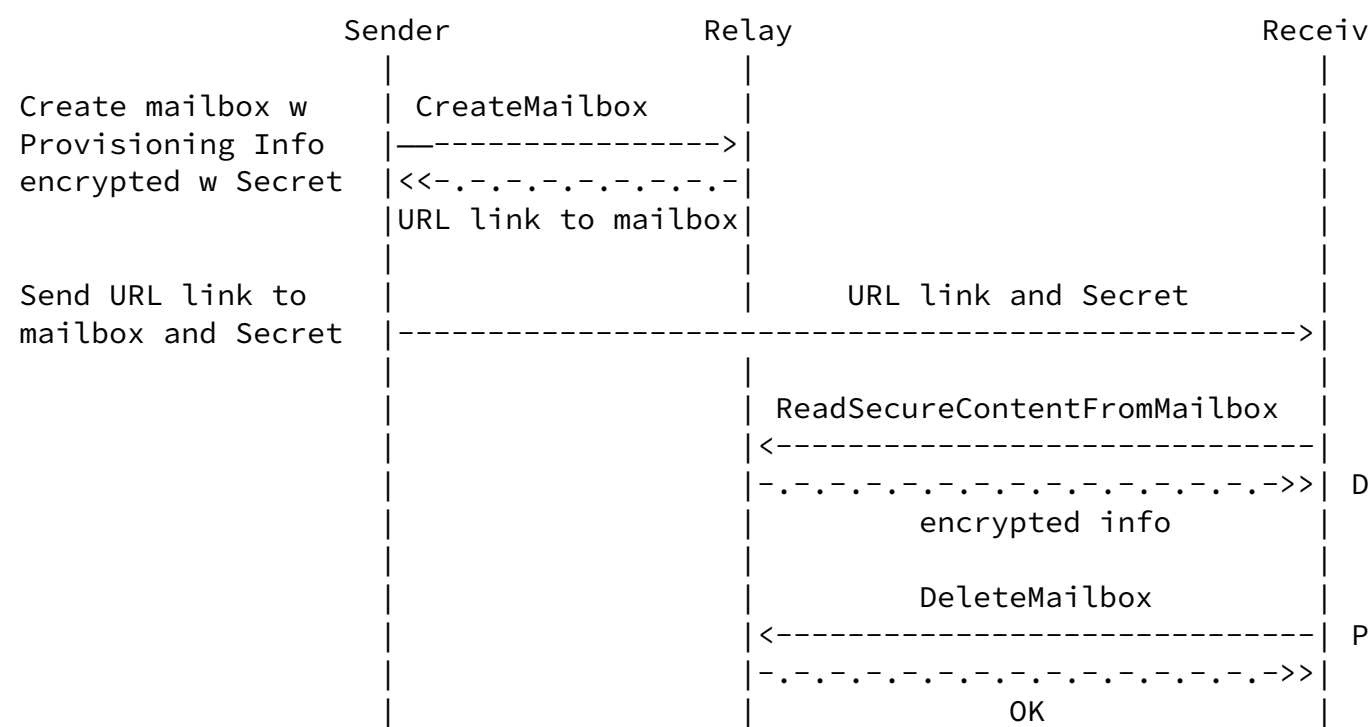 Sender Relay Receiv
Create mailbox w | CreateMailbox | |
Provisioning Info |——---------------->| |
encrypted w Secret |<<-.-.-.-.-.-.-.-.-| |
|URL link to mailbox| |
Send URL link to | | URL link and Secret |
mailbox and Secret |-------------------------------------------------->|
| | ReadSecureContentFromMailbox |
| |<------------------------------|
| |-.-.-.-.-.-.-.-.-.-.-.-.-.-.->>| D
| | encrypted info |
| | DeleteMailbox |
| |<------------------------------| P
| |-.-.-.-.-.-.-.-.-.-.-.-.-.-.->>|
| | OK |